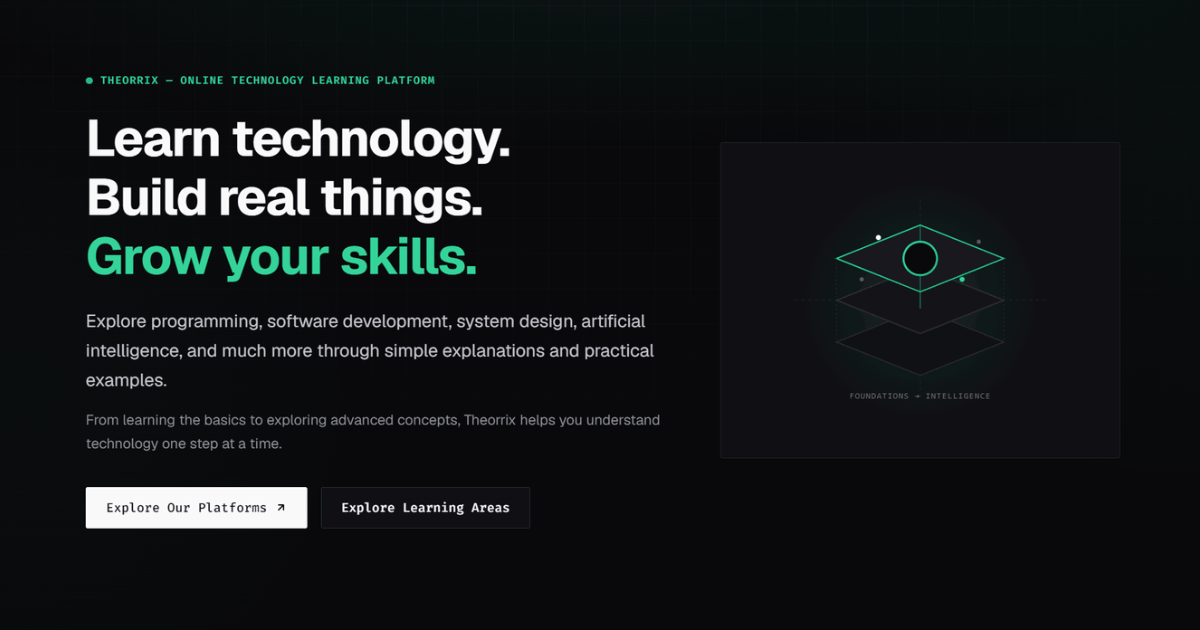 THEORRIX — ONLINE TECHNOLOGY LEARNING PLATFORM
Learn technology.
Build real things.
Grow your skills.
Explore programming, software development, system design, artificial
intelligence, and much more through simple explanations and practical
examples.
From learning the basics to exploring advanced concepts, Theorrix helps you understand
technology one step at a time.
Explore Our Platforms ↗
Explore Learning Areas
FOUNDATIONS → INTELLIGENCE